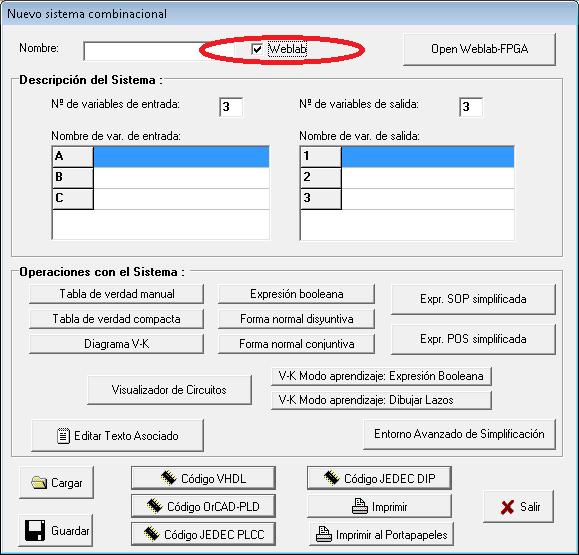 Nuevo sistema combinacional
Nombre:
Weblab
Open Weblab-FPGA
Descripción del Sistema :
Nº de variables de entrada:
3
Nº de variables de salida:
3
Nombre de var. de entrada:
Nombre de var. de salida:
A
1
B
2
C
3
Operaciones con el Sistema :
Tabla de verdad manual
Expresión booleana
Expr. SOP simplificada
Tabla de verdad compacta
Forma normal disyuntiva
Expr. POS simplificada
Diagrama V-K
Forma normal conjuntiva
Visualizador de Circuitos
V-K Modo aprendizaje: Expresión Booleana
V-K Modo aprendizaje: Dibujar Lazos
Editar Texto Asociado
Entorno Avanzado de Simplificación
Cargar
Código VHDL
Código JEDEC DIP
Código OrCAD-PLD
Imprimir
Salir
Guardar
Código JEDEC PLCC
Imprimir al Portapapeles